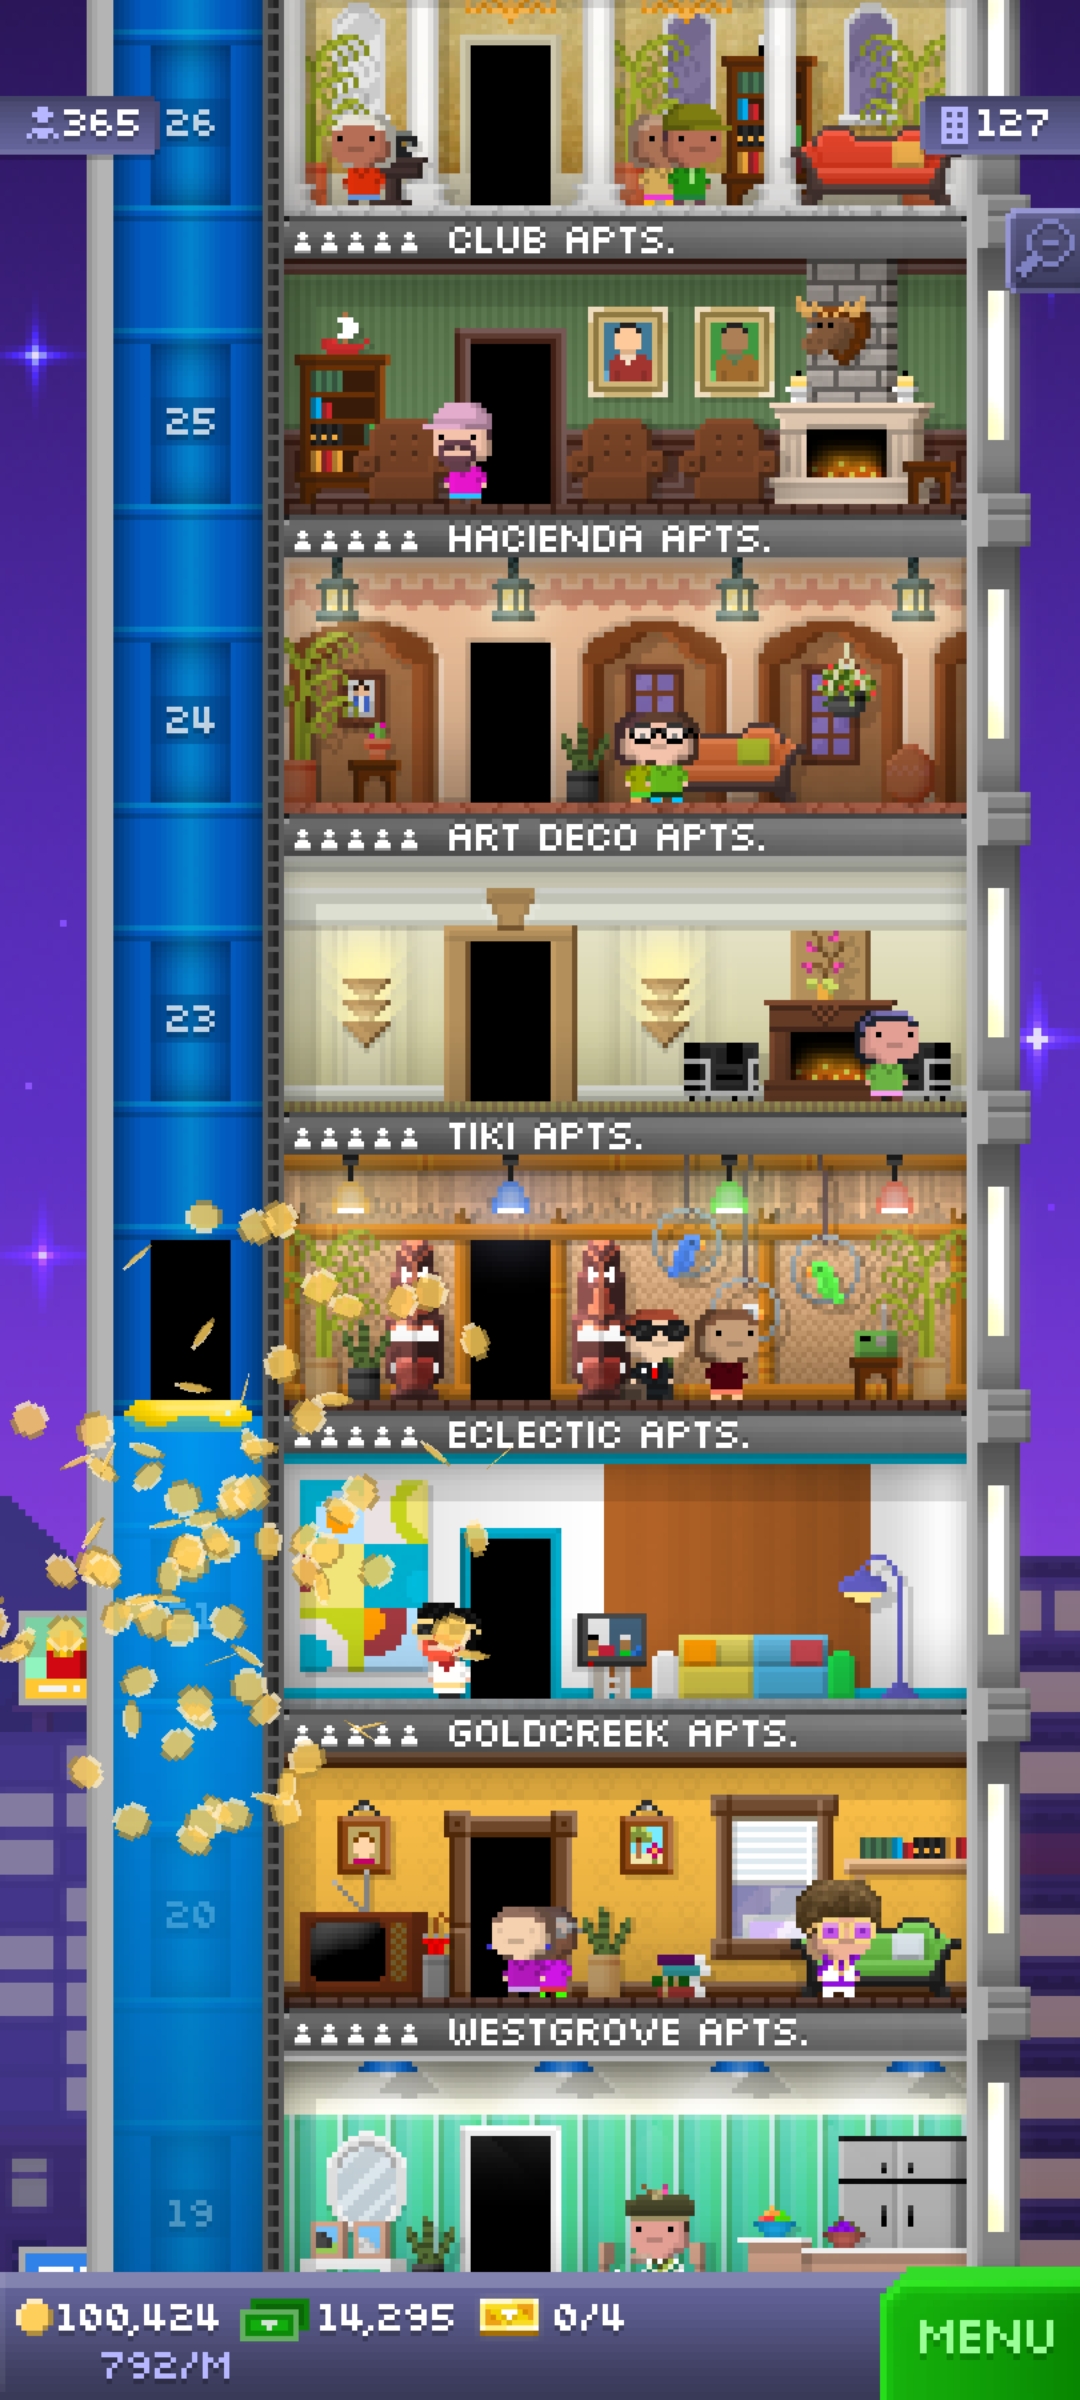 365
26
127
CLUB APTS.
25
HACIENDA APTS.
24
ART DECO APTS.
23
TIKI APTS.
ECLECTIC APTS.
GOLDCREEK APTS.
20
WESTGROVE APTS.
19
100,424 14,295 0/4
792/M
MENU